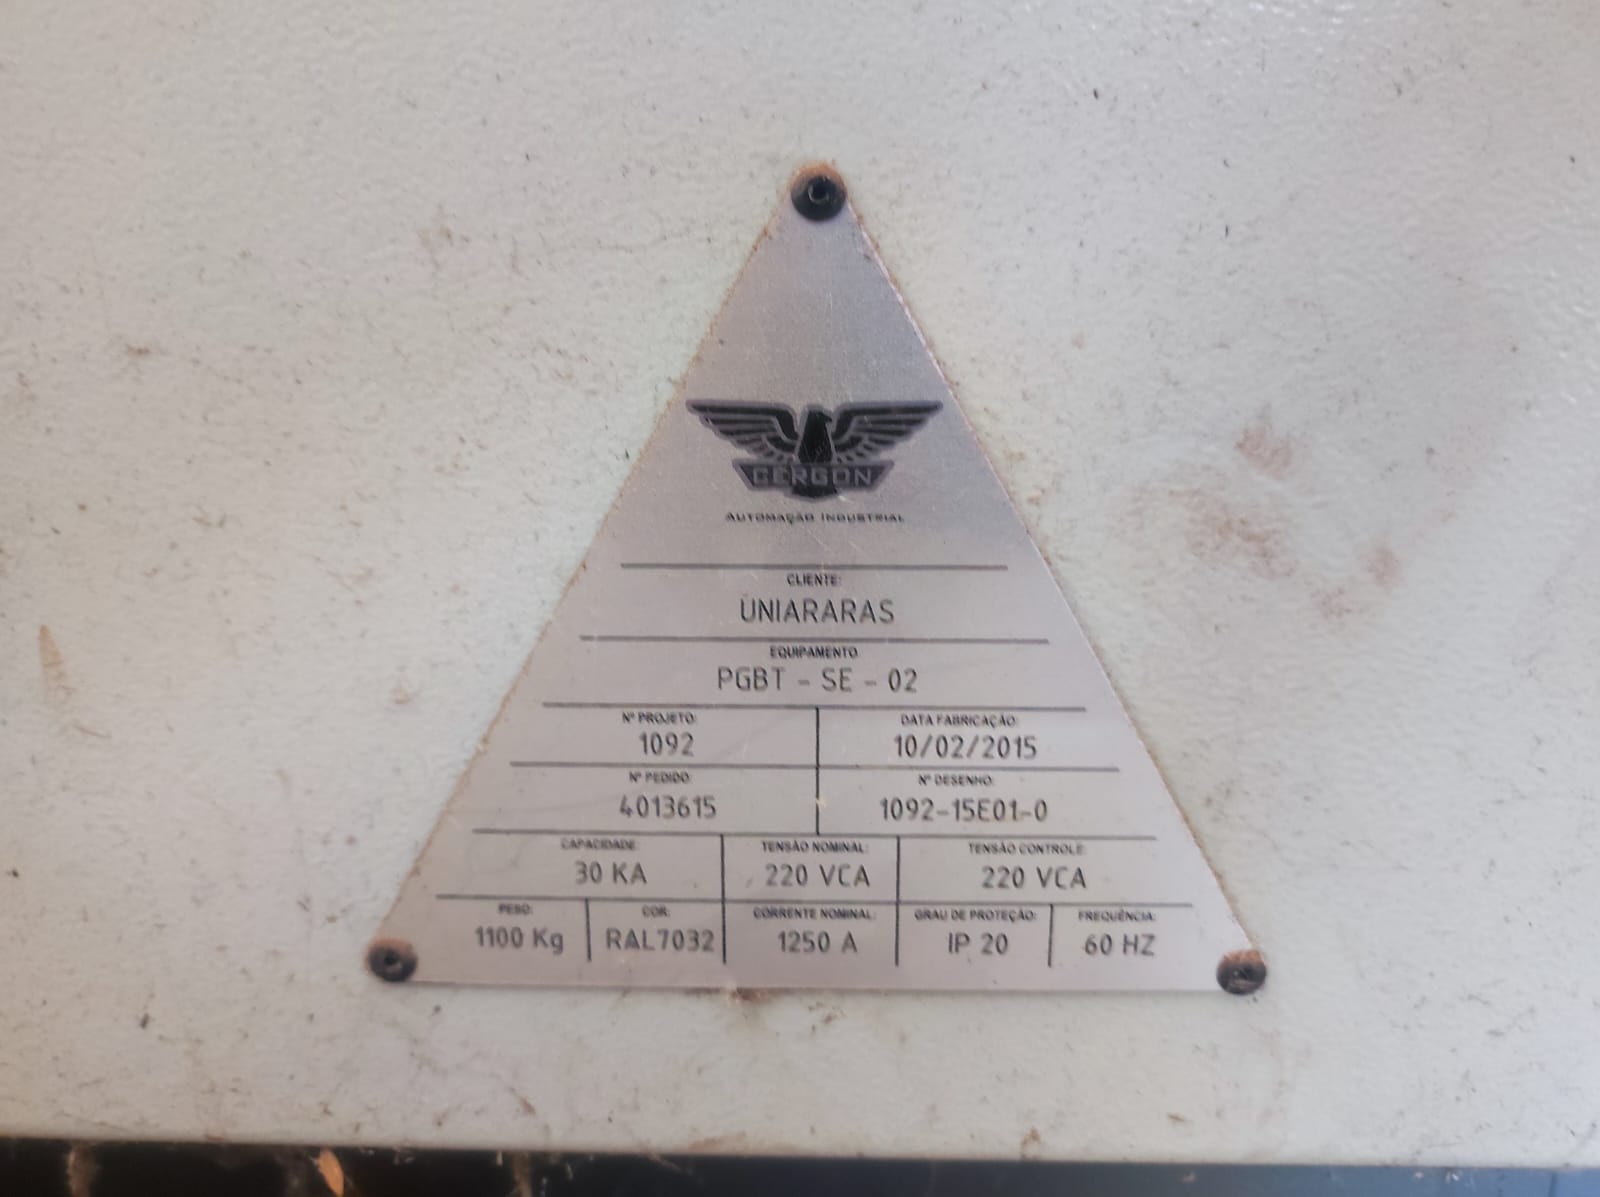 GERGON
AUTOMAÇÃO INDUSTRIAL
CLIENTE:
UNIARARAS
EQUIPAMENTO
PGBT - SE - 02
Nº PROJETO: DATA FABRICAÇÃO:
1092 10/02/2015
Nº PEDIDO: Nº DESENHO:
4013615 1092-15E01-0
CAPACIDADE: TENSÃO NOMINAL: TENSÃO CONTROLE:
30 KA 220 VCA 220 VCA
PESO: COR: CORRENTE NOMINAL: GRAU DE PROTEÇÃO: FREQUÊNCIA:
1100 Kg RAL7032 1250 A IP 20 60 HZ